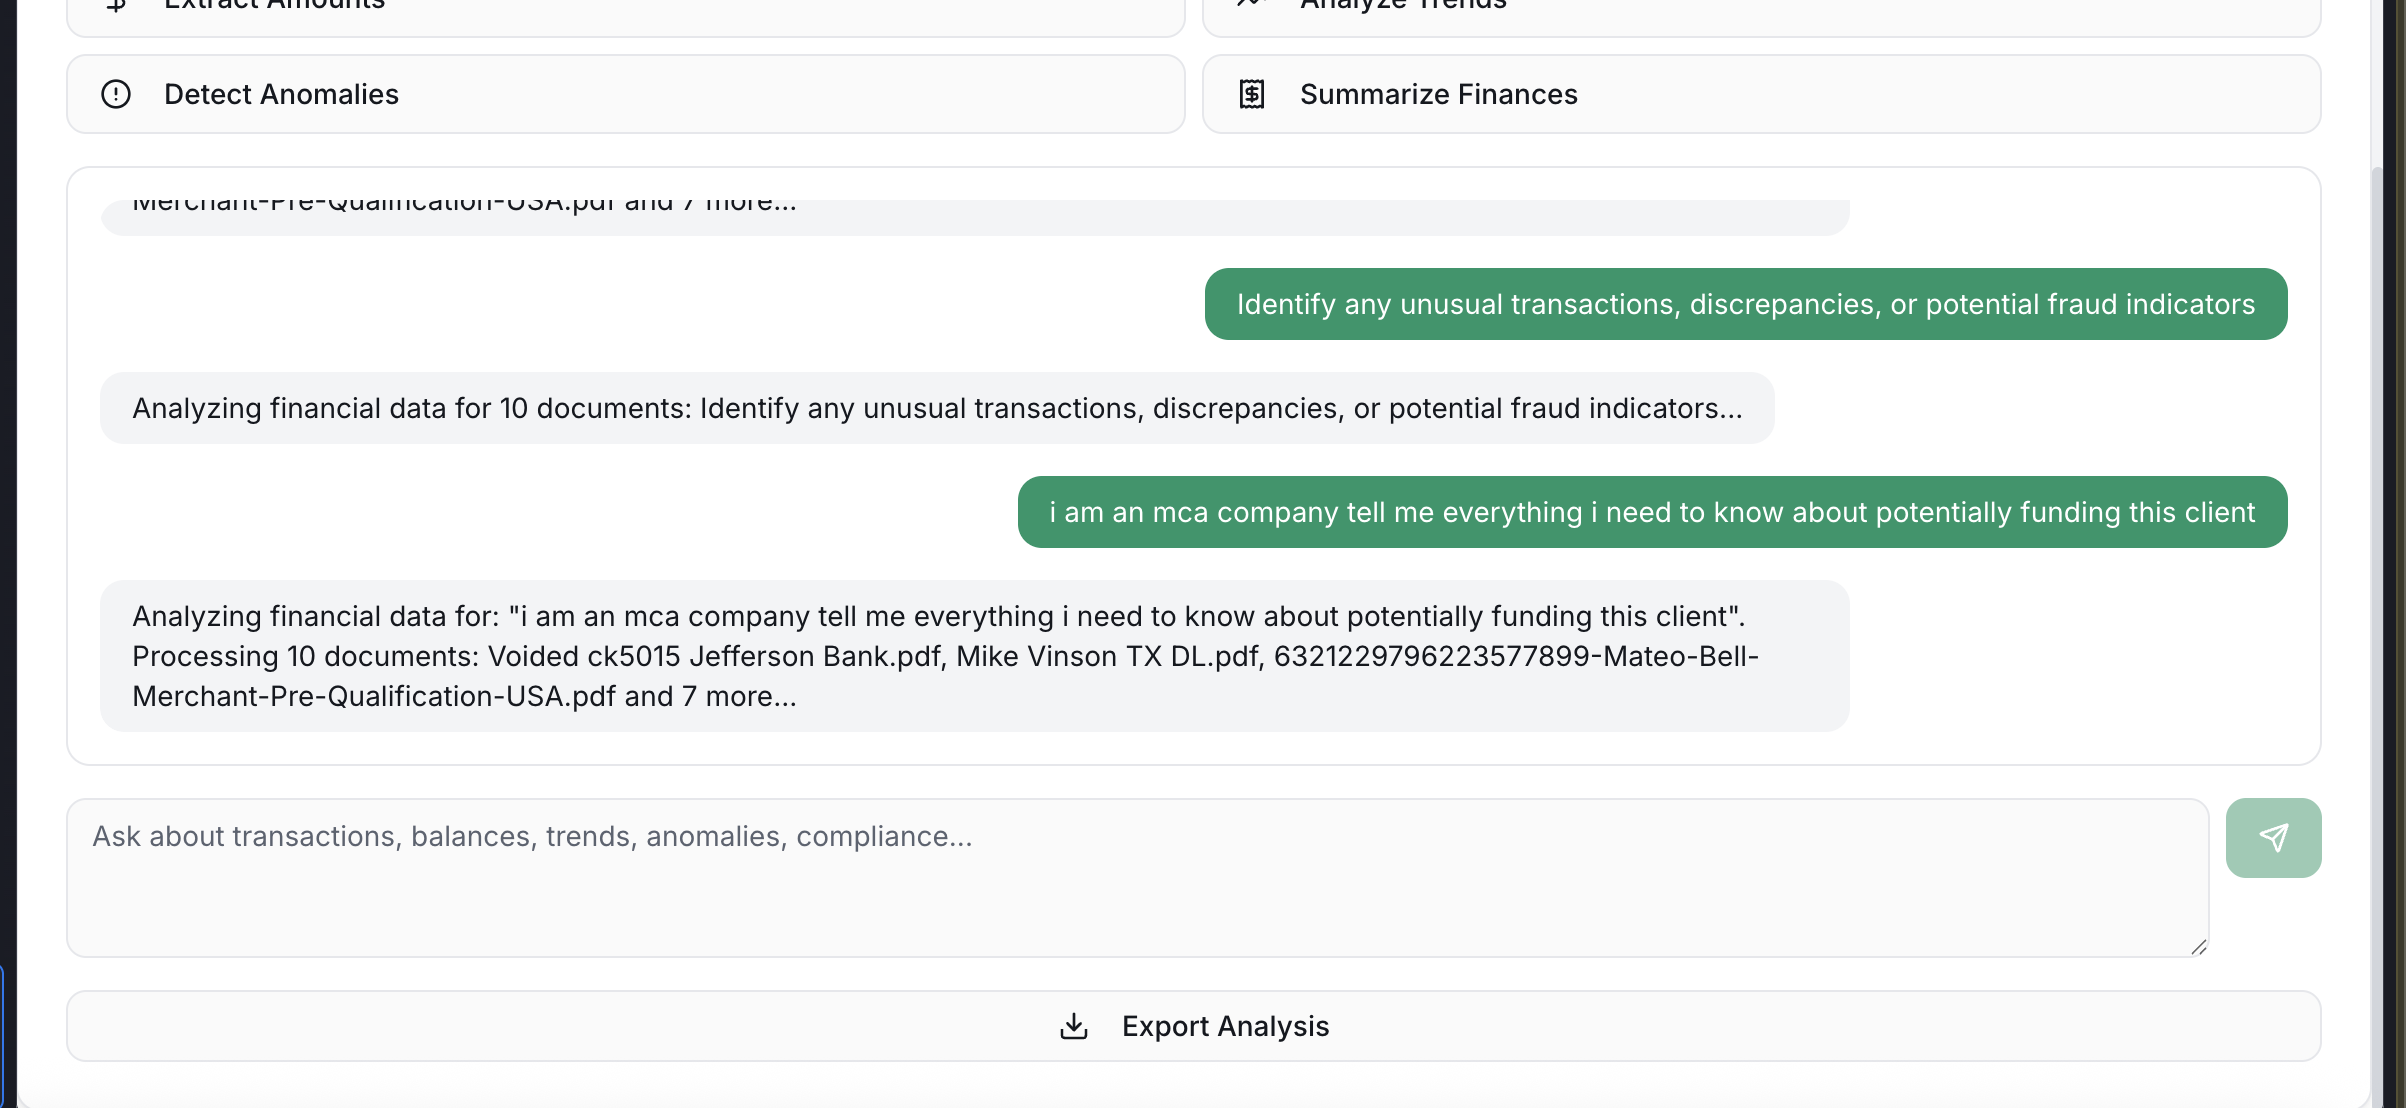 Extract Amounts
Analyze Trends
Detect Anomalies
Summarize Finances
Merchant-Pre-Qualification-USA.pdf and 7 more...
Identify any unusual transactions, discrepancies, or potential fraud indicators
Analyzing financial data for 10 documents: Identify any unusual transactions, discrepancies, or potential fraud indicators...
i am an mca company tell me everything i need to know about potentially funding this client
Analyzing financial data for: "i am an mca company tell me everything i need to know about potentially funding this client".
Processing 10 documents: Voided ck5015 Jefferson Bank.pdf, Mike Vinson TX DL.pdf, 6321229796223577899-Mateo-Bell-
Merchant-Pre-Qualification-USA.pdf and 7 more...
Ask about transactions, balances, trends, anomalies, compliance...
Export Analysis